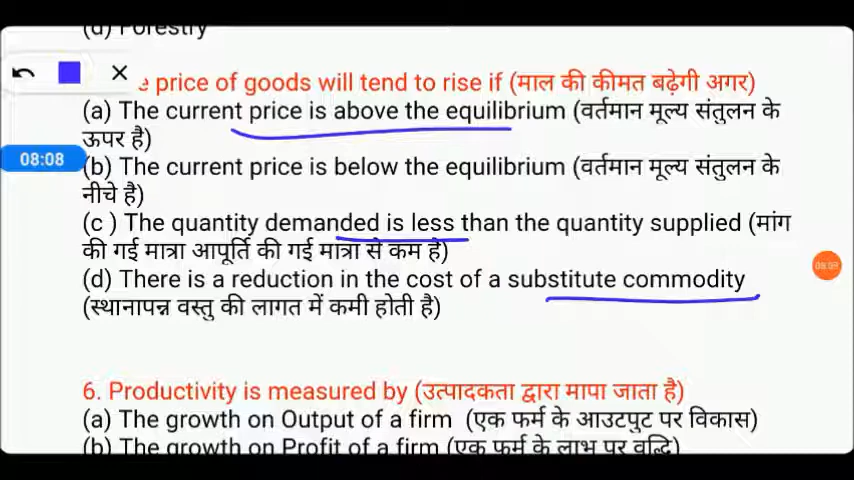 (d) Forestry
e price of goods will tend to rise if (माल की कीमत बढ़ेगी अगर)
(a) The current price is above the equilibrium (वर्तमान मूल्य संतुलन के
ऊपर है)
08:08
(b) The current price is below the equilibrium (वर्तमान मूल्य संतुलन के
नीचे है)
(c ) The quantity demanded is less than the quantity supplied (मांग
की गई मात्रा आपूर्ति की गई मात्रा से कम है)
(d) There is a reduction in the cost of a substitute commodity
(स्थानापन्न वस्तु की लागत में कमी होती है)
6. Productivity is measured by (उत्पादकता द्वारा मापा जाता है)
(a) The growth on Output of a firm (एक फर्म के आउटपुट पर विकास)
(b) The growth on Profit of a firm (एक फर्म के लाभ पर वृद्धि)